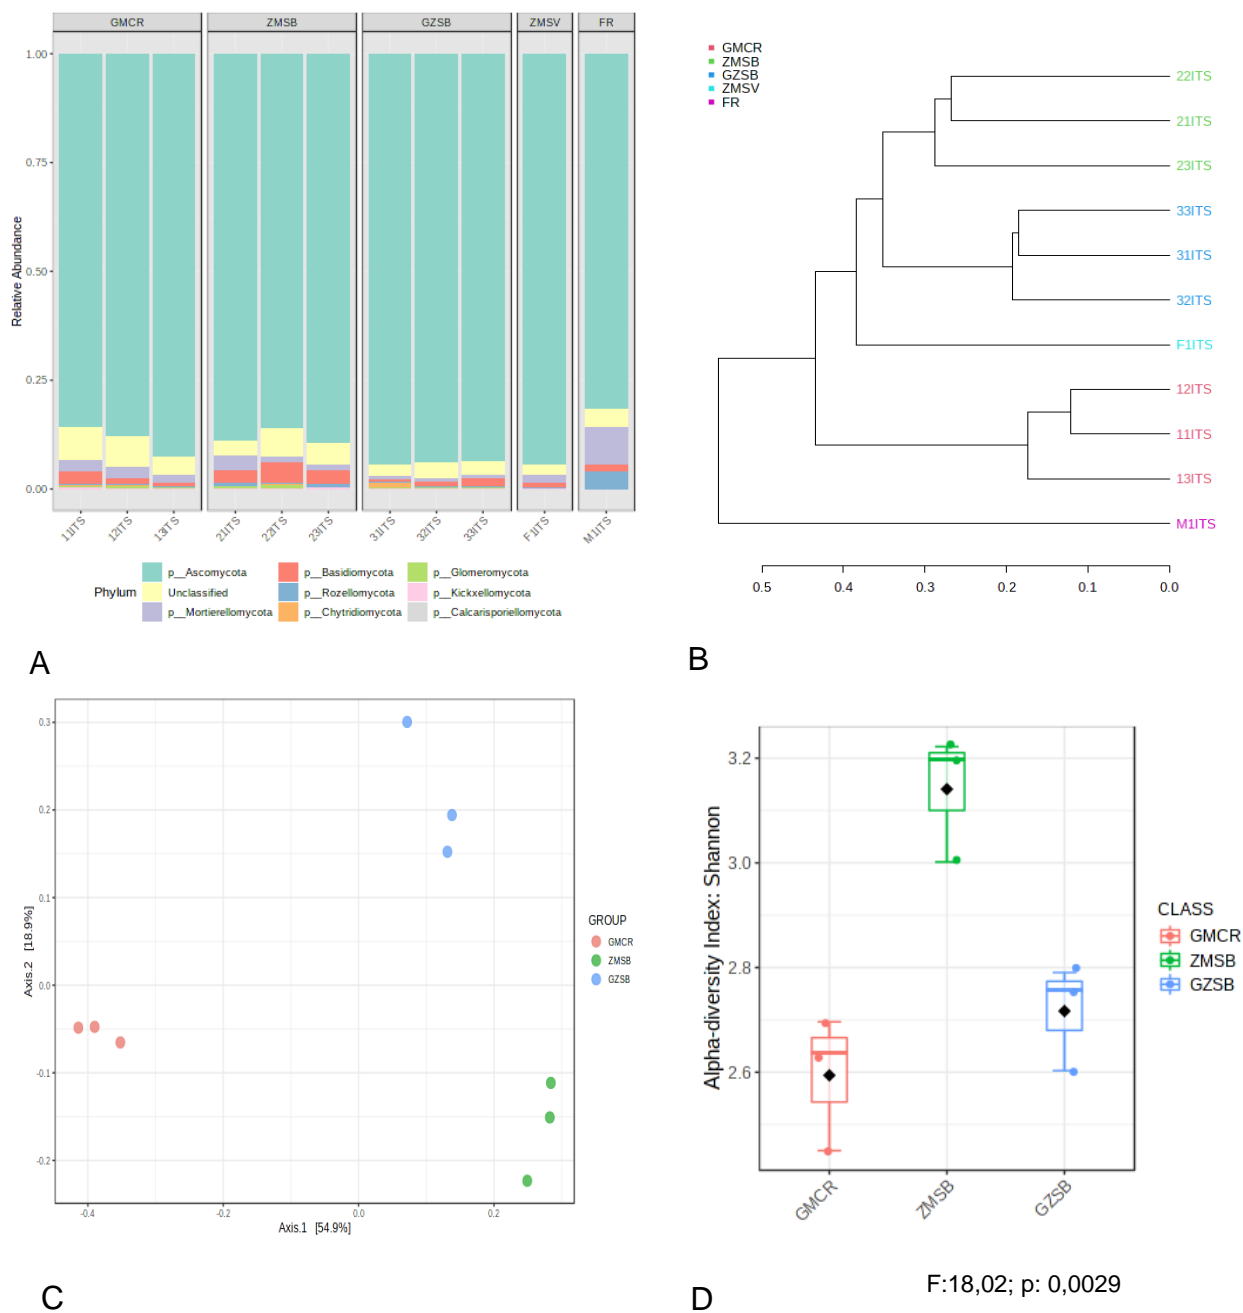 GMCR ZMSB GZSB ZMSV FR
1.00
0.75
0.50
0.25
0.00
Relative Abundance
11ITS 12ITS 13ITS 21ITS 22ITS 23ITS 31ITS 32ITS 33ITS F1ITS M1ITS
Phylum
p__Ascomycota
Unclassified
p__Mortierellomycota
p__Basidiomycota
p__Rozellomycota
p__Chytridiomycota
p__Glomeromycota
p__Kickxellomycota
p__Calcarisporiellomycota
A
GMCR
ZMSB
GZSB
ZMSV
FR
22ITS
21ITS
23ITS
33ITS
31ITS
32ITS
F1ITS
12ITS
11ITS
13ITS
M1ITS
0.5 0.4 0.3 0.2 0.1 0.0
B
0.3
0.2
0.1
0.0
-0.1
-0.2
Axis.2 [18.9%]
-0.4 -0.2 0.0 0.2
Axis.1 [54.9%]
GROUP
GMCR
ZMSB
GZSB
C
3.2
3.0
2.8
2.6
Alpha-diversity Index: Shannon
GMCR ZMSB GZSB
CLASS
GMCR
ZMSB
GZSB
F:18,02; p: 0,0029
D